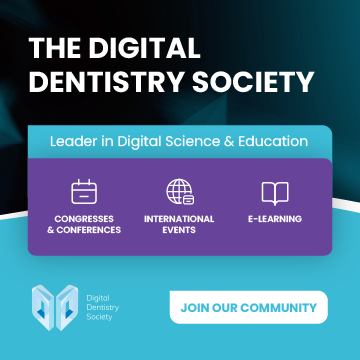 THE DIGITAL
DENTISTRY SOCIETY
Leader in Digital Science & Education
CONGRESSES
& CONFERENCES
INTERNATIONAL
EVENTS
E-LEARNING
Digital
Dentistry
Society
JOIN OUR COMMUNITY